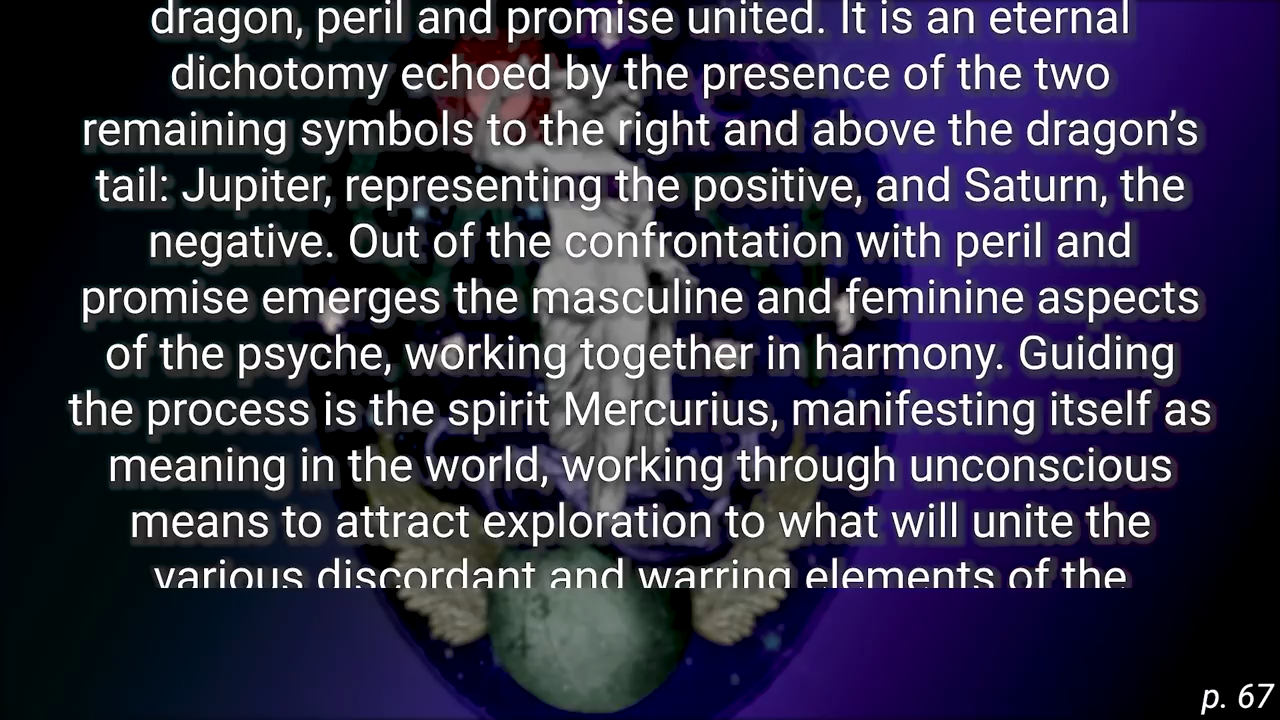 dragon, peril and promise united. It is an eternal
dichotomy echoed by the presence of the two
remaining symbols to the right and above the dragon’s
tail: Jupiter, representing the positive, and Saturn, the
negative. Out of the confrontation with peril and
promise emerges the masculine and feminine aspects
of the psyche, working together in harmony. Guiding
the process is the spirit Mercurius, manifesting itself as
meaning in the world, working through unconscious
means to attract exploration to what will unite the
various discordant and warring elements of the
p. 67